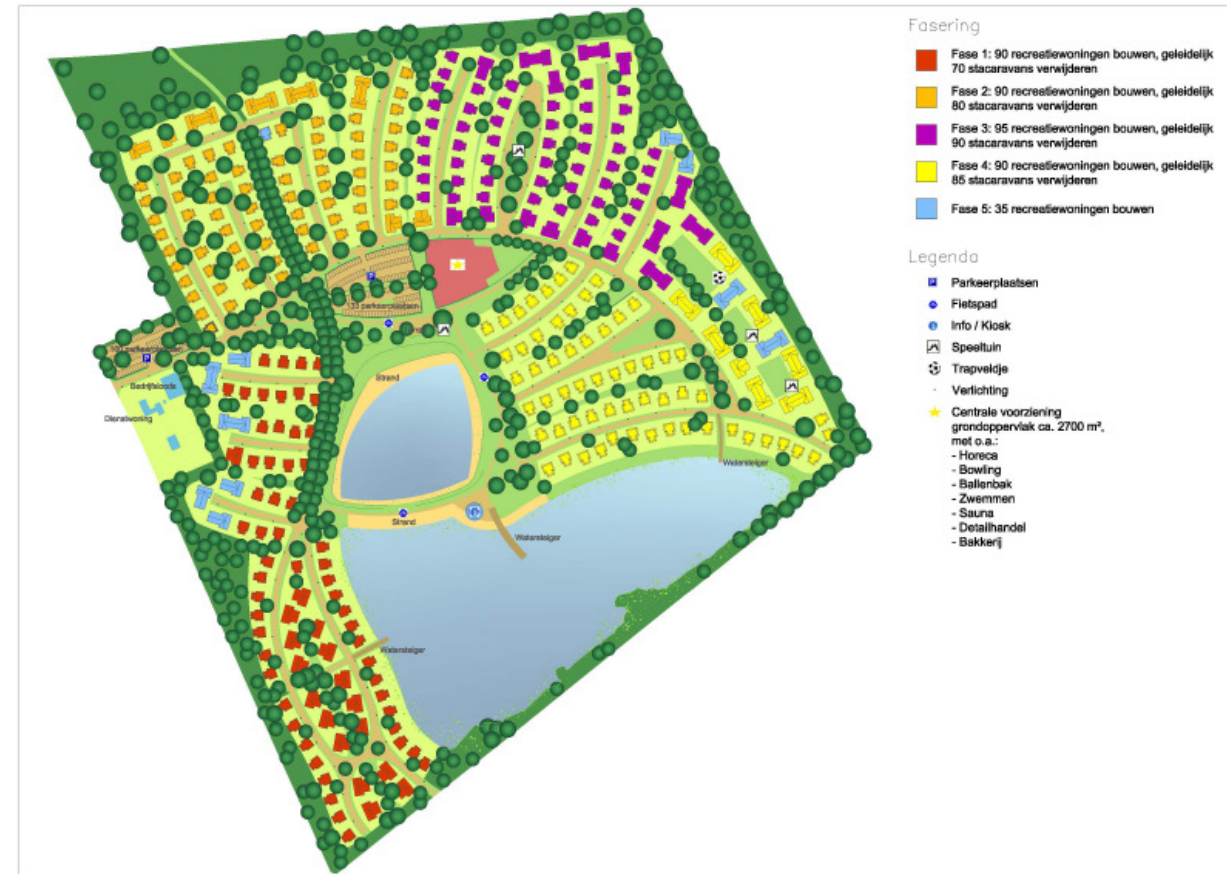 Fasering
Fase 1: 90 recreatiewoningen bouwen, geleidelijk
70 stacaravans verwijderen
Fase 2: 90 recreatiewoningen bouwen, geleidelijk
80 stacaravans verwijderen
Fase 3: 95 recreatiewoningen bouwen, geleidelijk
90 stacaravans verwijderen
Fase 4: 90 recreatiewoningen bouwen, geleidelijk
85 stacaravans verwijderen
Fase 5: 35 recreatiewoningen bouwen
Legenda
P Parkeerplaatsen
Fietspad
Info / Kiosk
Speeltuin
Trapveldje
Verlichting
Centrale voorziening
grondoppervlak ca. 2700 m²,
met o.a.:
- Horeca
- Bowling
- Ballenbak
- Zwemmen
- Sauna
- Detailhandel
- Bakkerij
P
133 parkeerplaatsen
parkeerplaatsen
P
Bedrijfsloods
Dienstwoning
Strand
Strand
Watersteiger
Watersteiger
Watersteiger